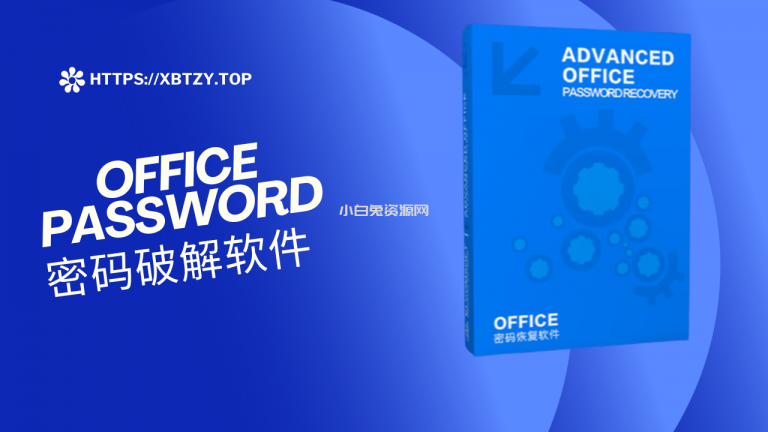 HTTPS://XBTZY.TOP
OFFICE
PASSWORD
密码破解软件
小白兔资源网
ADVANCED
OFFICE
PASSWORD RECOVERY
OFFICE
密码恢复软件